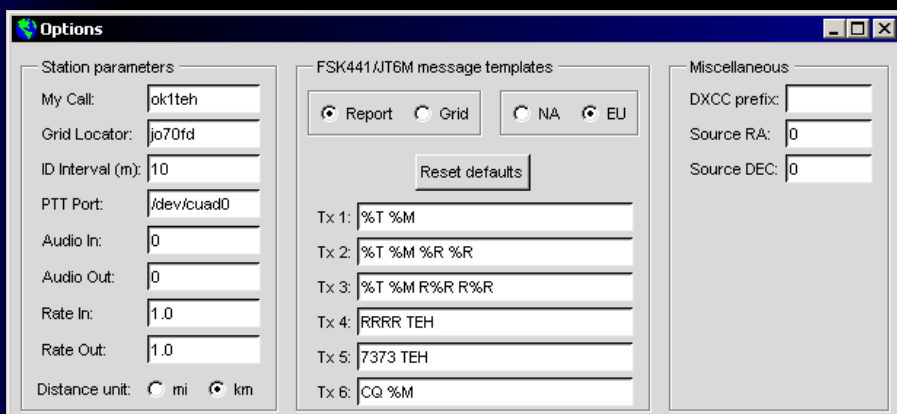 Options
Station parameters
My Call: ok1teh
Grid Locator: jo70fd
ID Interval (m): 10
PTT Port: /dev/cuad0
Audio In: 0
Audio Out: 0
Rate In: 1.0
Rate Out: 1.0
Distance unit: mi km
FSK441/JT6M message templates
Report Grid NA EU
Reset defaults
Tx 1: %T %M
Tx 2: %T %M %R %R
Tx 3: %T %M R%R R%R
Tx 4: RRRR TEH
Tx 5: 7373 TEH
Tx 6: CQ %M
Miscellaneous
DXCC prefix:
Source RA: 0
Source DEC: 0